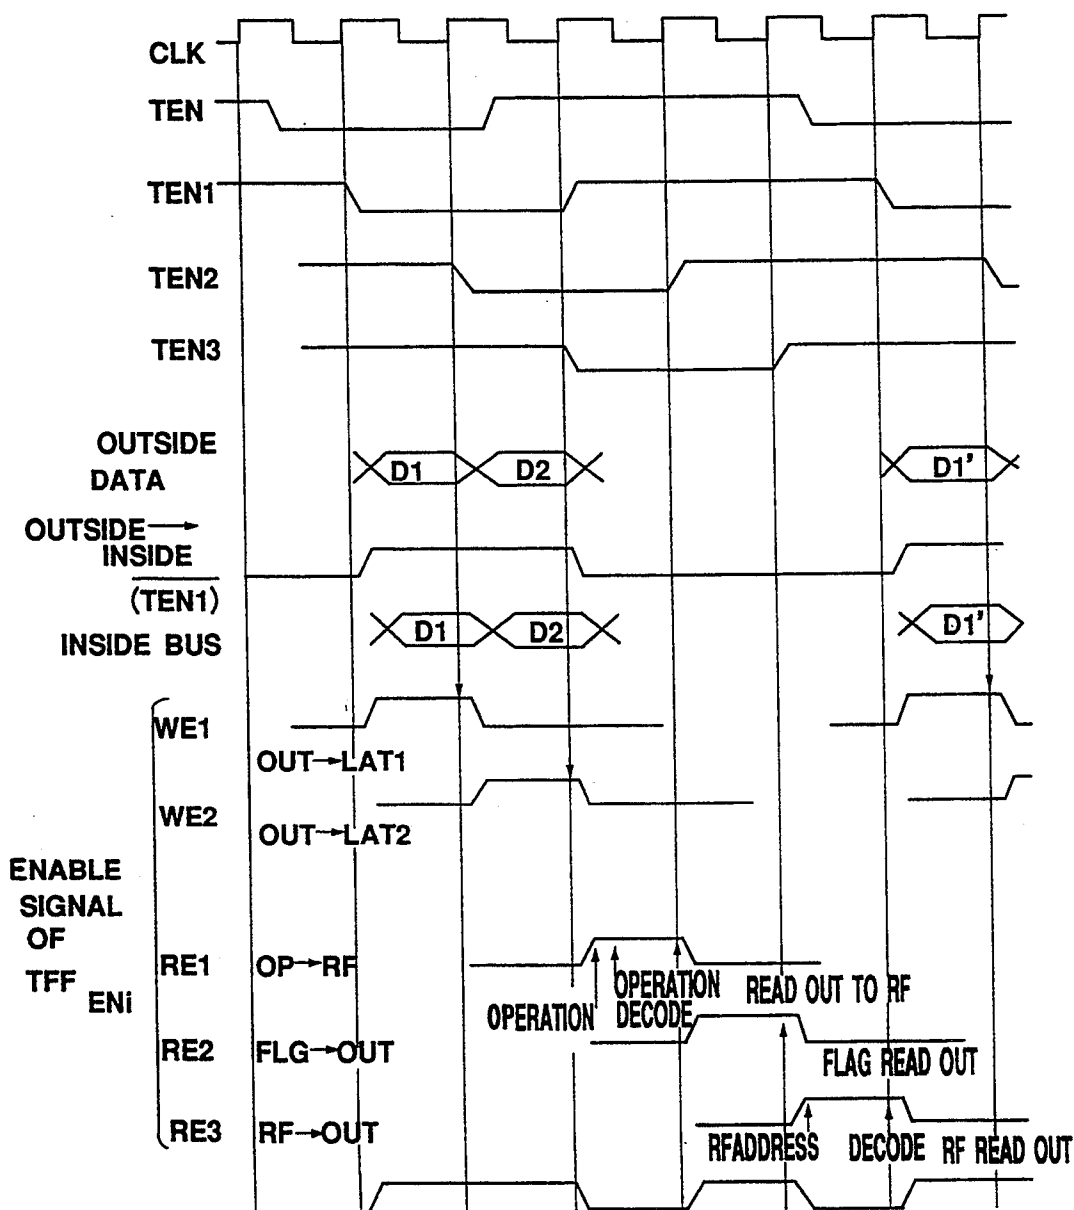 CLK
TEN
TEN1
TEN2
TEN3
OUTSIDE
DATA
D1 D2 D1'
OUTSIDE→
INSIDE
(TEN1)
INSIDE BUS
D1 D2 D1'
WE1
OUT→LAT1
WE2
OUT→LAT2
ENABLE
SIGNAL
OF
TFF
ENi
RE1 OP→RF
OPERATION
OPERATION
DECODE
READ OUT TO RF
RE2 FLG→OUT
FLAG READ OUT
RE3 RF→OUT
RFADDRESS DECODE RF READ OUT